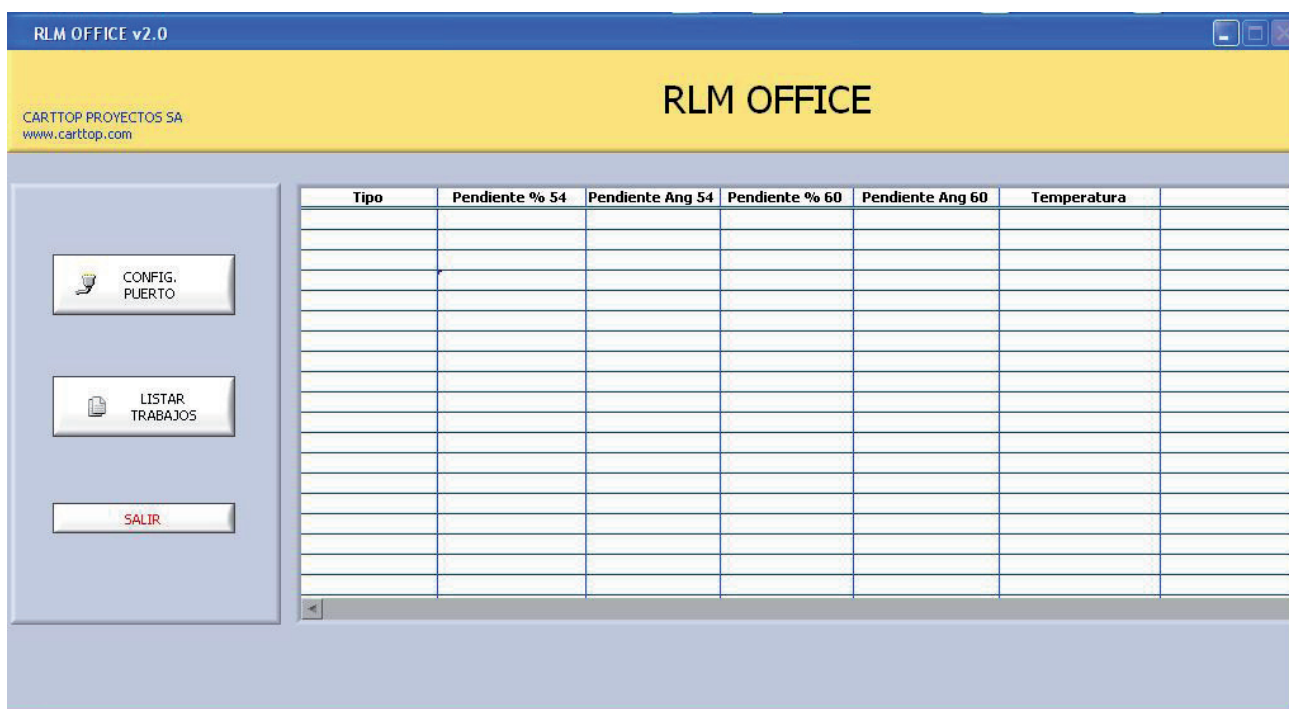 RLM OFFICE v2.0
RLM OFFICE
CARTTOP PROYECTOS SA
www.carttop.com
Tipo Pendiente % 54 Pendiente Ang 54 Pendiente % 60 Pendiente Ang 60 Temperatura
CONFIG.
PUERTO
LISTAR
TRABAJOS
SALIR